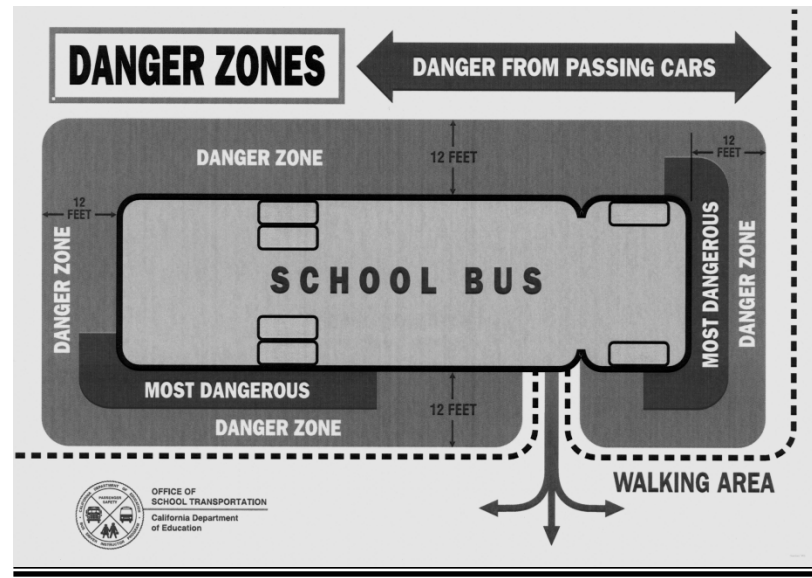 DANGER ZONES
DANGER FROM PASSING CARS
DANGER ZONE
12 FEET
12
FEET
12
FEET
DANGER ZONE
SCHOOL BUS
MOST DANGEROUS
DANGER ZONE
MOST DANGEROUS
12 FEET
DANGER ZONE
WALKING AREA
PASSENGER
SAFETY
OFFICE OF
SCHOOL TRANSPORTATION
California Department
of Education